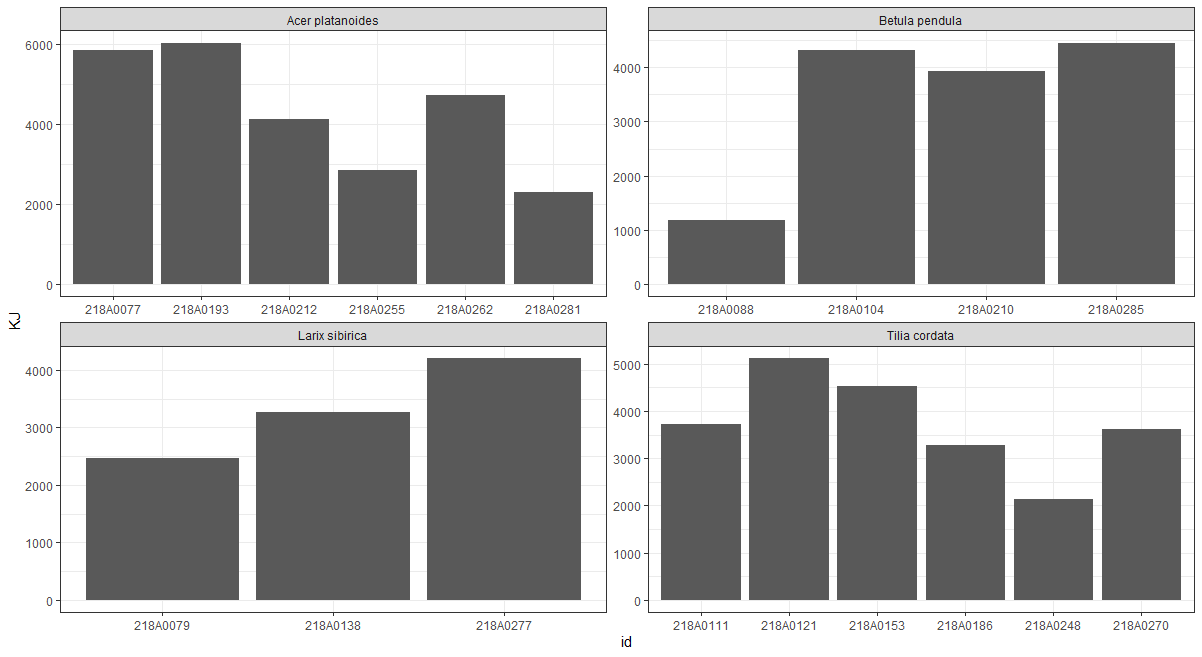 Acer platanoides
Betula pendula
6000
4000
2000
0
4000
3000
2000
1000
0
218A0077 218A0193 218A0212 218A0255 218A0262 218A0281
218A0088 218A0104 218A0210 218A0285
KJ
Larix sibirica
Tilia cordata
4000
3000
2000
1000
0
5000
4000
3000
2000
1000
0
218A0079 218A0138 218A0277
218A0111 218A0121 218A0153 218A0186 218A0248 218A0270
id